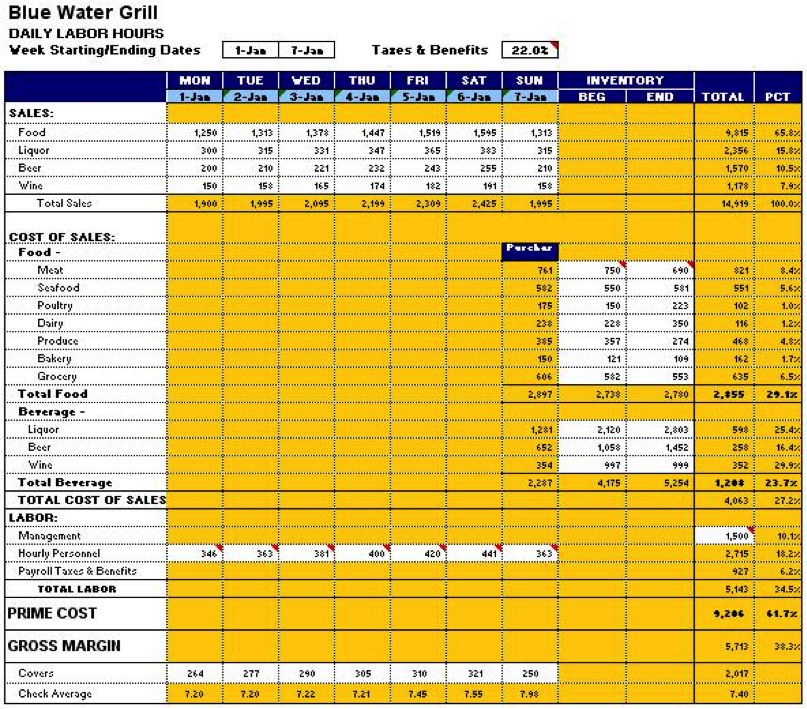 Blue Water Grill
DAILY LABOR HOURS
Week Starting/Ending Dates 1-Jan 7-Jan Taxes & Benefits 22.0%
MON TUE WED THU FRI SAT SUN INVENTORY
1-Jan 2-Jan 3-Jan 4-Jan 5-Jan 6-Jan 7-Jan BEG END TOTAL PCT
SALES:
Food 1,250 1,313 1,378 1,447 1,519 1,595 1,313 9,815 65.8%
Liquor 300 315 331 347 365 383 315 2,356 15.8%
Beer 200 210 221 232 243 255 210 1,570 10.5%
Wine 150 158 165 174 182 191 158 1,178 7.9%
Total Sales 1,900 1,995 2,095 2,199 2,309 2,425 1,995 14,919 100.0%
COST OF SALES:
Food - Purchas
Meat 761 750 690 821 8.4%
Seafood 582 550 581 551 5.6%
Poultry 175 150 223 102 1.0%
Dairy 238 228 350 116 1.2%
Produce 385 357 274 468 4.8%
Bakery 150 121 109 162 1.7%
Grocery 606 582 553 635 6.5%
Total Food 2,897 2,738 2,780 2,855 29.1%
Beverage -
Liquor 1,281 2,120 2,803 598 25.4%
Beer 652 1,058 1,452 258 16.4%
Wine 354 997 999 352 29.9%
Total Beverage 2,287 4,175 5,254 1,208 23.7%
TOTAL COST OF SALES 4,063 27.2%
LABOR:
Management 1,500 10.1%
Hourly Personnel 346 363 381 400 420 441 363 2,715 18.2%
Payroll Taxes & Benefits 927 6.2%
TOTAL LABOR 5,143 34.5%
PRIME COST 9,206 61.7%
GROSS MARGIN 5,713 38.3%
Covers 264 277 290 305 310 321 250 2,017
Check Average 7.20 7.20 7.22 7.21 7.45 7.55 7.98 7.40